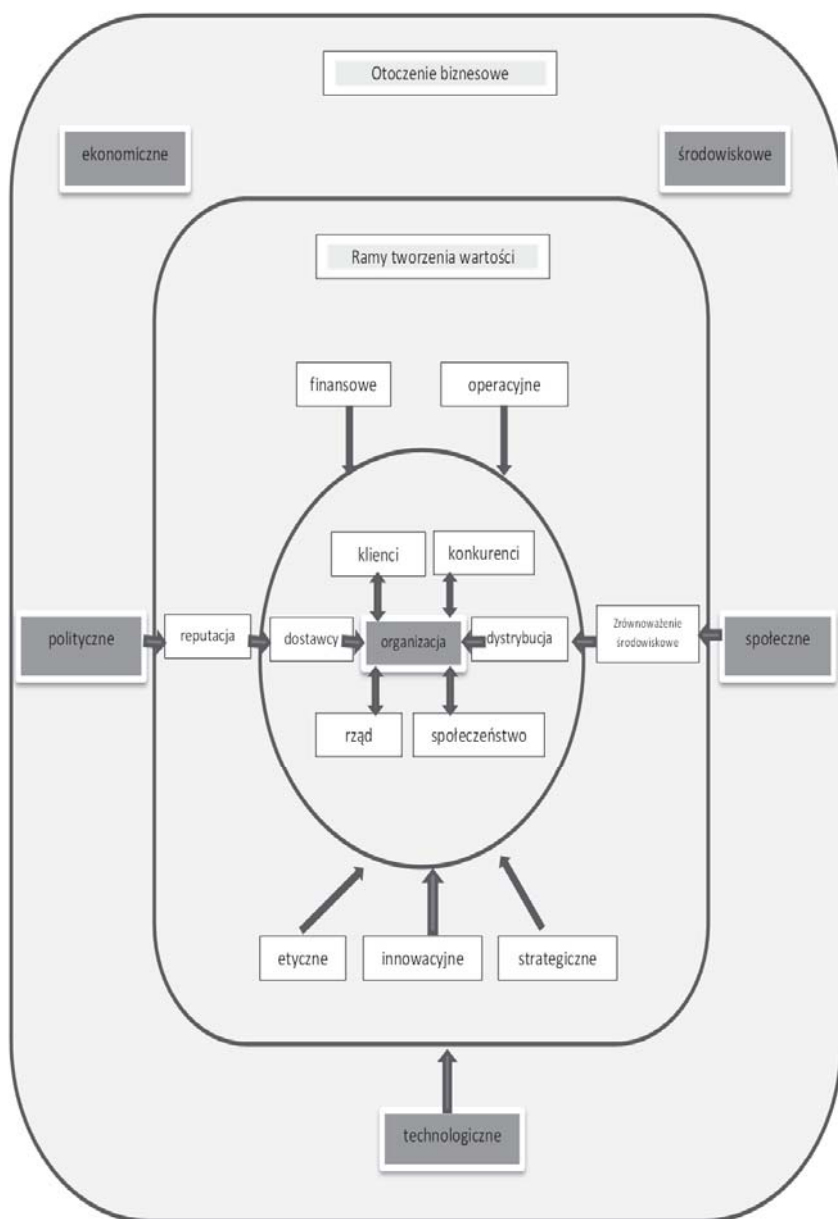 Otoczenie biznesowe
ekonomiczne
środowiskowe
Ramy tworzenia wartości
finansowe
operacyjne
klienci
konkurenci
polityczne
reputacja
dostawcy
organizacja
dystrybucja
Zrównoważenie
środowiskowe
społeczne
rząd
społeczeństwo
etyczne
innowacyjne
strategiczne
technologiczne